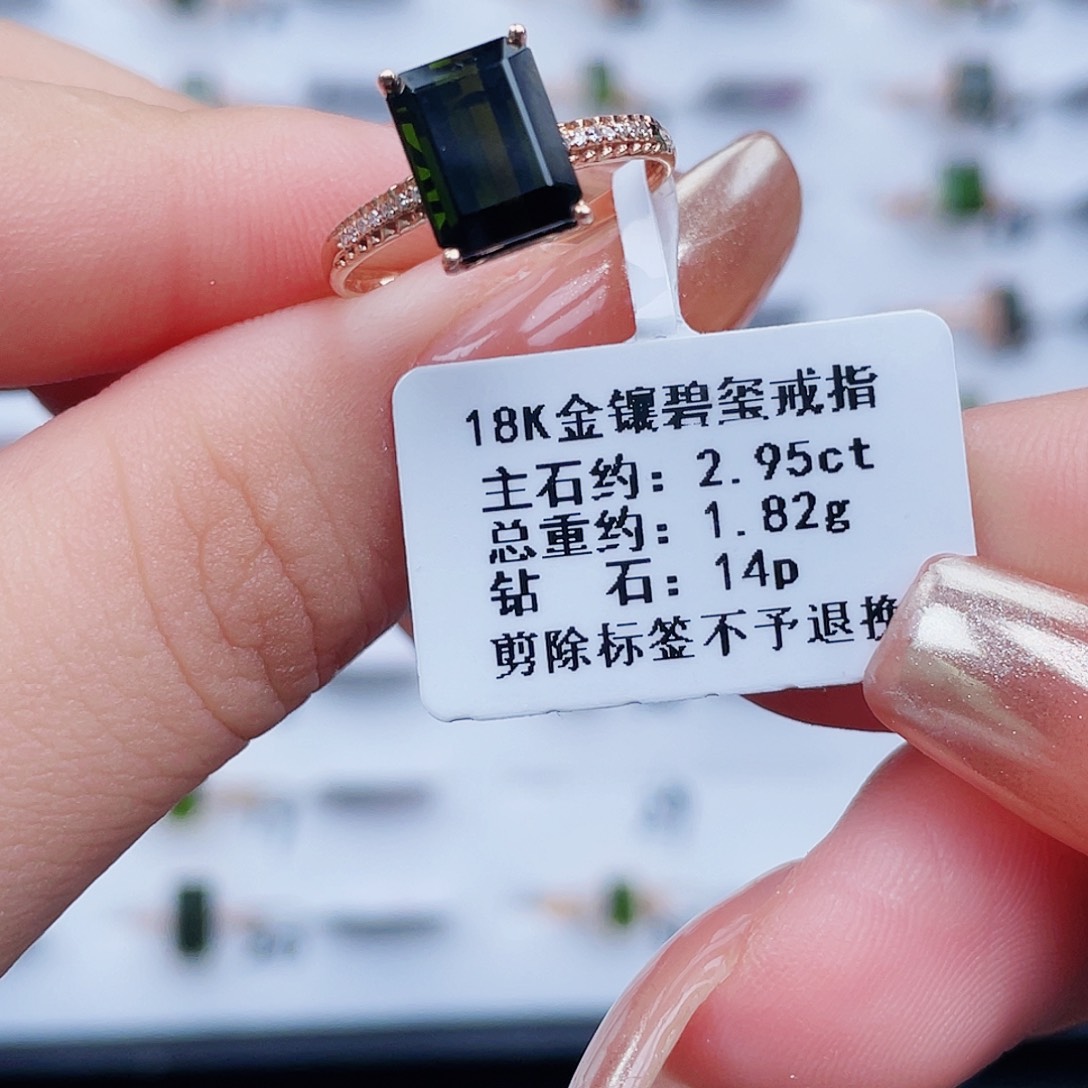 18K金镶碧玺戒指
主石约：2.95ct
总重约：1.82g
钻 石：14p
剪除标签不予退换